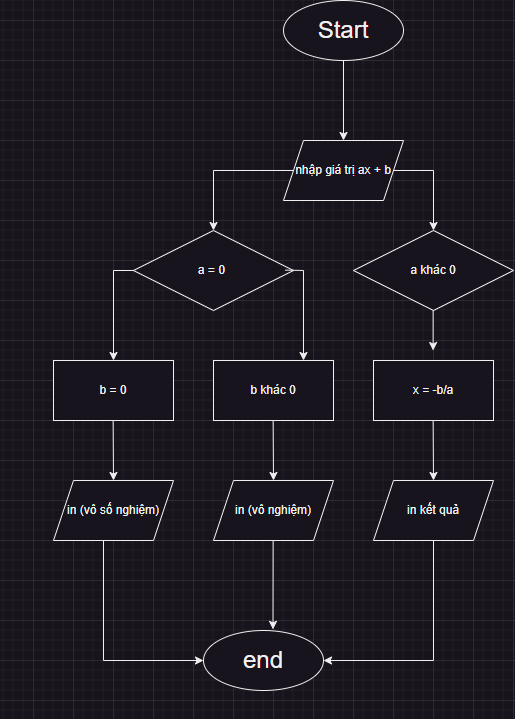 Start
nhập giá trị ax + b
a = 0
a khác 0
b = 0
b khác 0
x = -b/a
in (vô số nghiệm)
in (vô nghiệm)
in kết quả
end